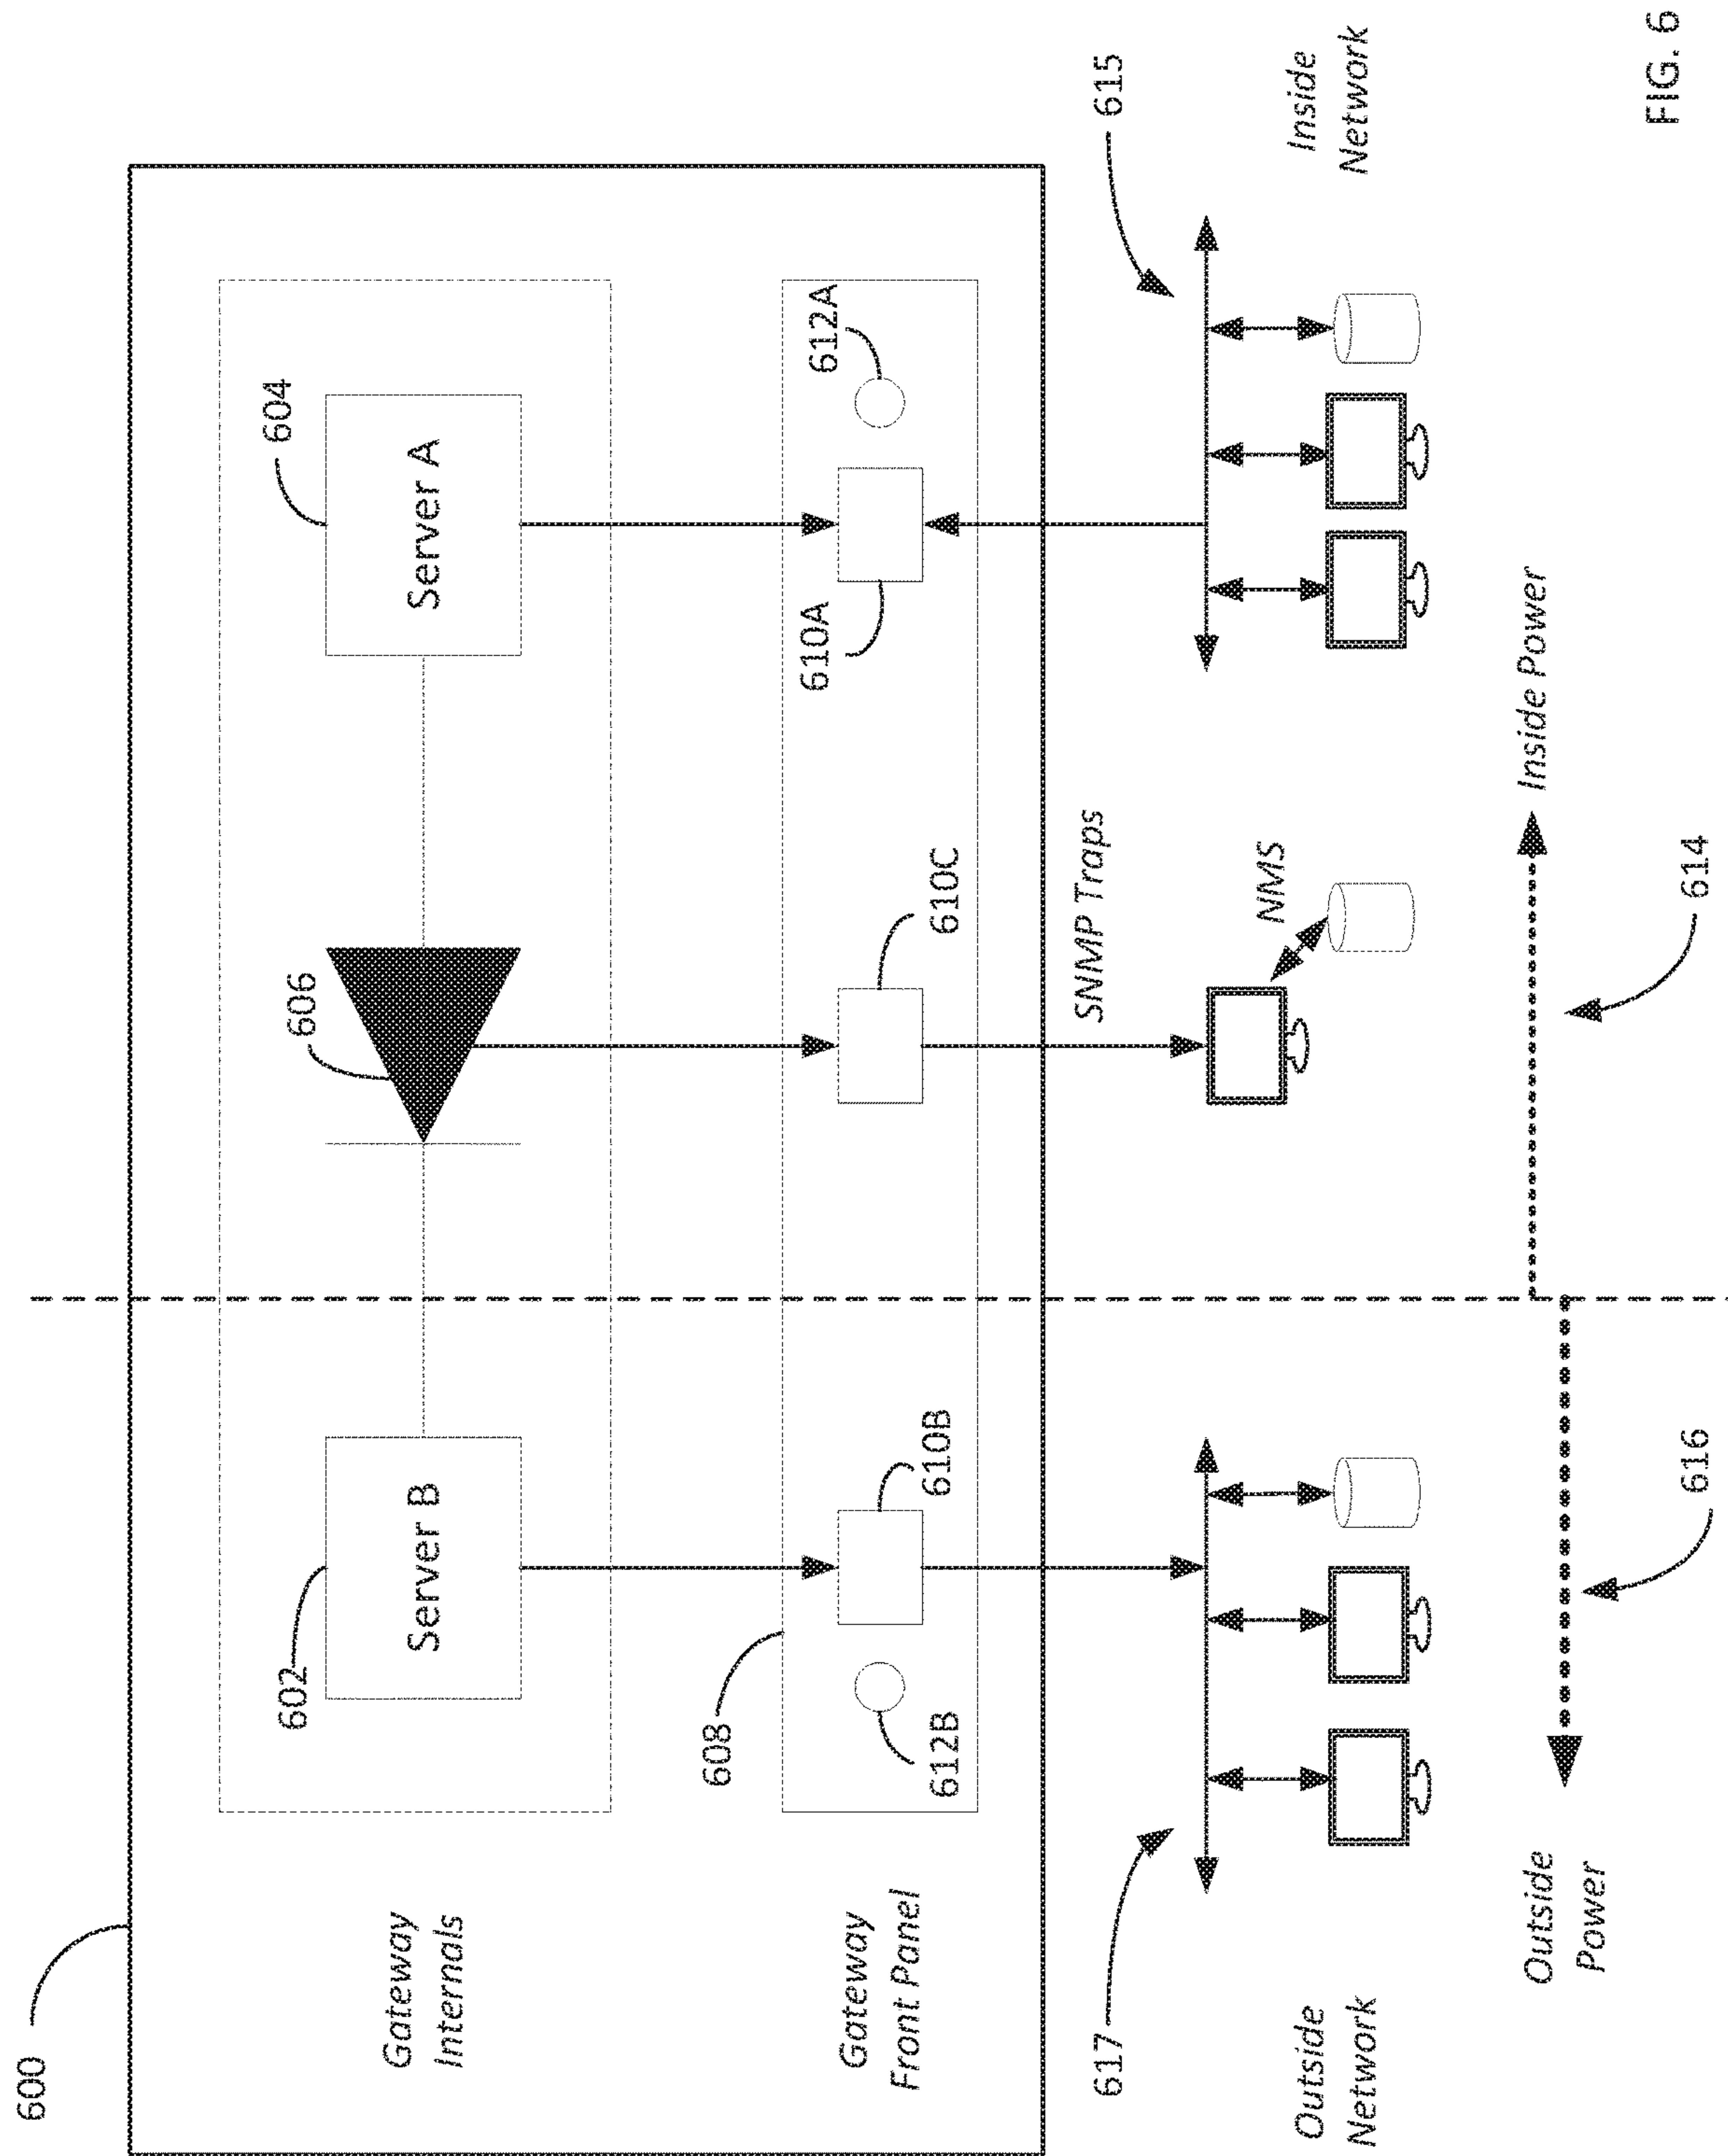 600
Gateway
Internals
602
Server B
606
604
Server A
Gateway
Front Panel
608
612B
610B
610C
610A
612A
617
Outside
Network
SNMP Traps
NMS
615
Inside
Network
Outside
Power
616
Inside Power
614
FIG. 6